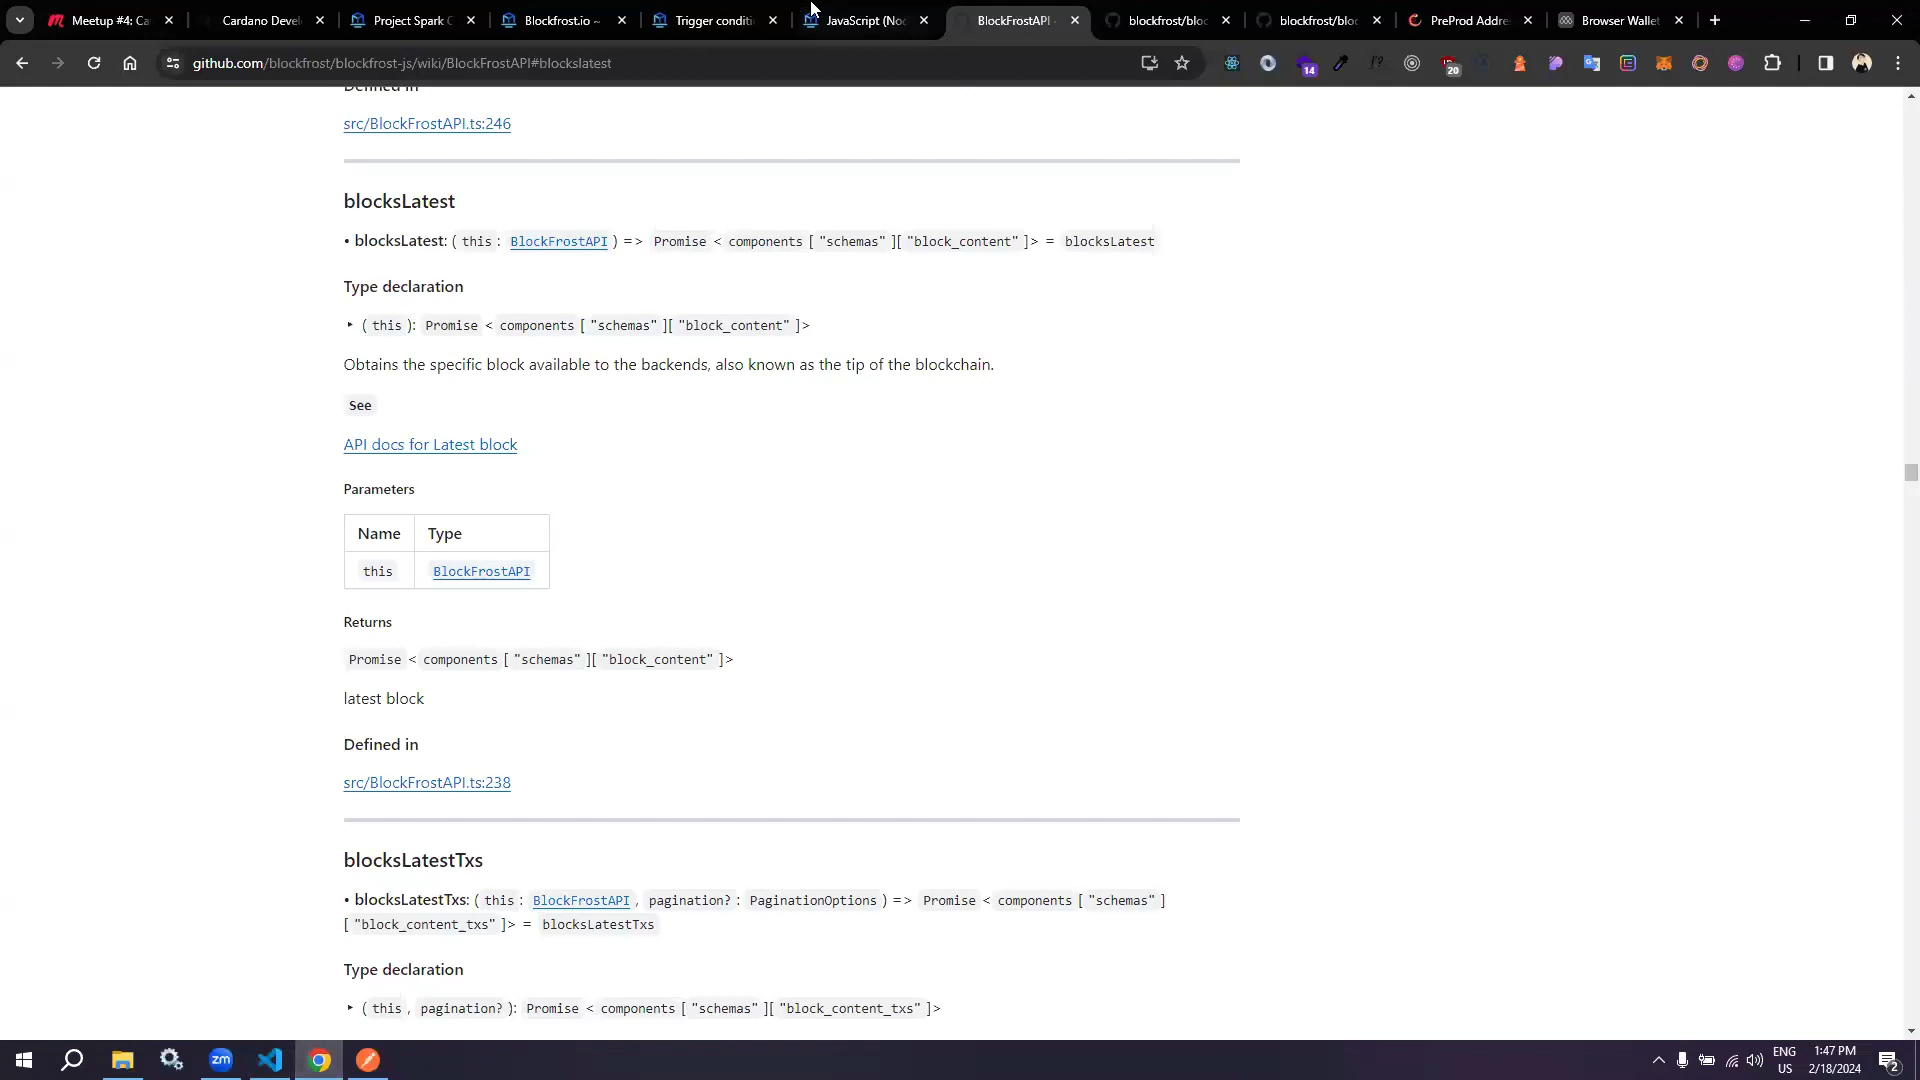 Meetup #4: Ca
Cardano Devel
Project Spark C
Blockfrost.io ~
Trigger conditi
JavaScript (Noc
BlockFrostAPI
blockfrost/bloc
blockfrost/bloc
PreProd Addre
Browser Wallet
github.com/blockfrost/blockfrost-js/wiki/BlockFrostAPI#blockslatest
14
20
Defined in
src/BlockFrostAPI.ts:246
blocksLatest
• blocksLatest: ( this : BlockFrostAPI ) => Promise < components [ "schemas" ][ "block_content" ]> = blocksLatest
Type declaration
▸ ( this ): Promise < components [ "schemas" ][ "block_content" ]>
Obtains the specific block available to the backends, also known as the tip of the blockchain.
See
API docs for Latest block
Parameters
Name Type
this BlockFrostAPI
Returns
Promise < components [ "schemas" ][ "block_content" ]>
latest block
Defined in
src/BlockFrostAPI.ts:238
blocksLatestTxs
• blocksLatestTxs: ( this : BlockFrostAPI , pagination? : PaginationOptions ) => Promise < components [ "schemas" ]
[ "block_content_txs" ]> = blocksLatestTxs
Type declaration
▸ ( this , pagination? ): Promise < components [ "schemas" ][ "block_content_txs" ]>
zm
ENG
US
1:47 PM
2/18/2024
2